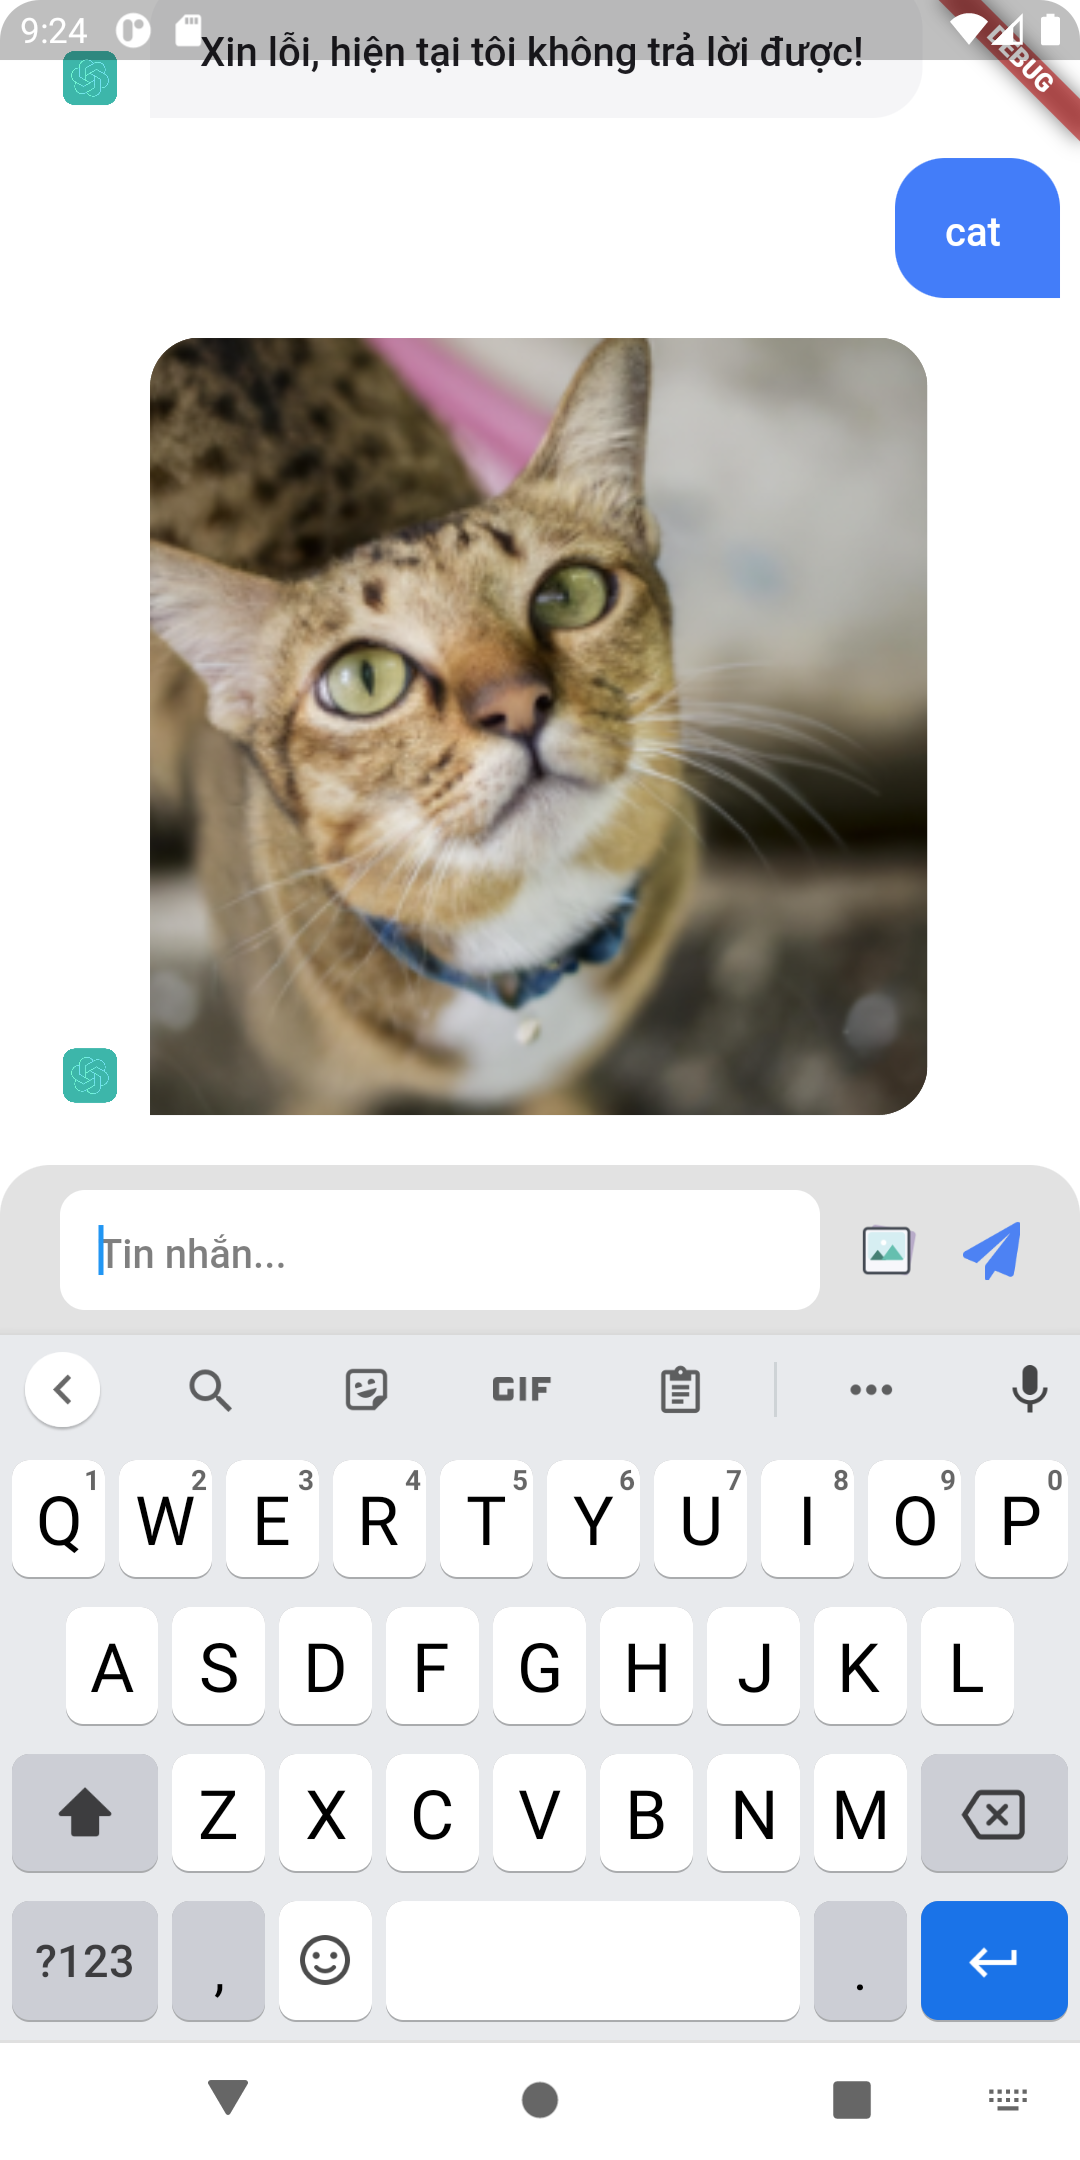 9:24
DEBUG
Xin lỗi, hiện tại tôi không trả lời được!
cat
Tin nhắn...
GIF
1 2 3 4 5 6 7 8 9 0
Q W E R T Y U I O P
A S D F G H J K L
Z X C V B N M
?123 , .